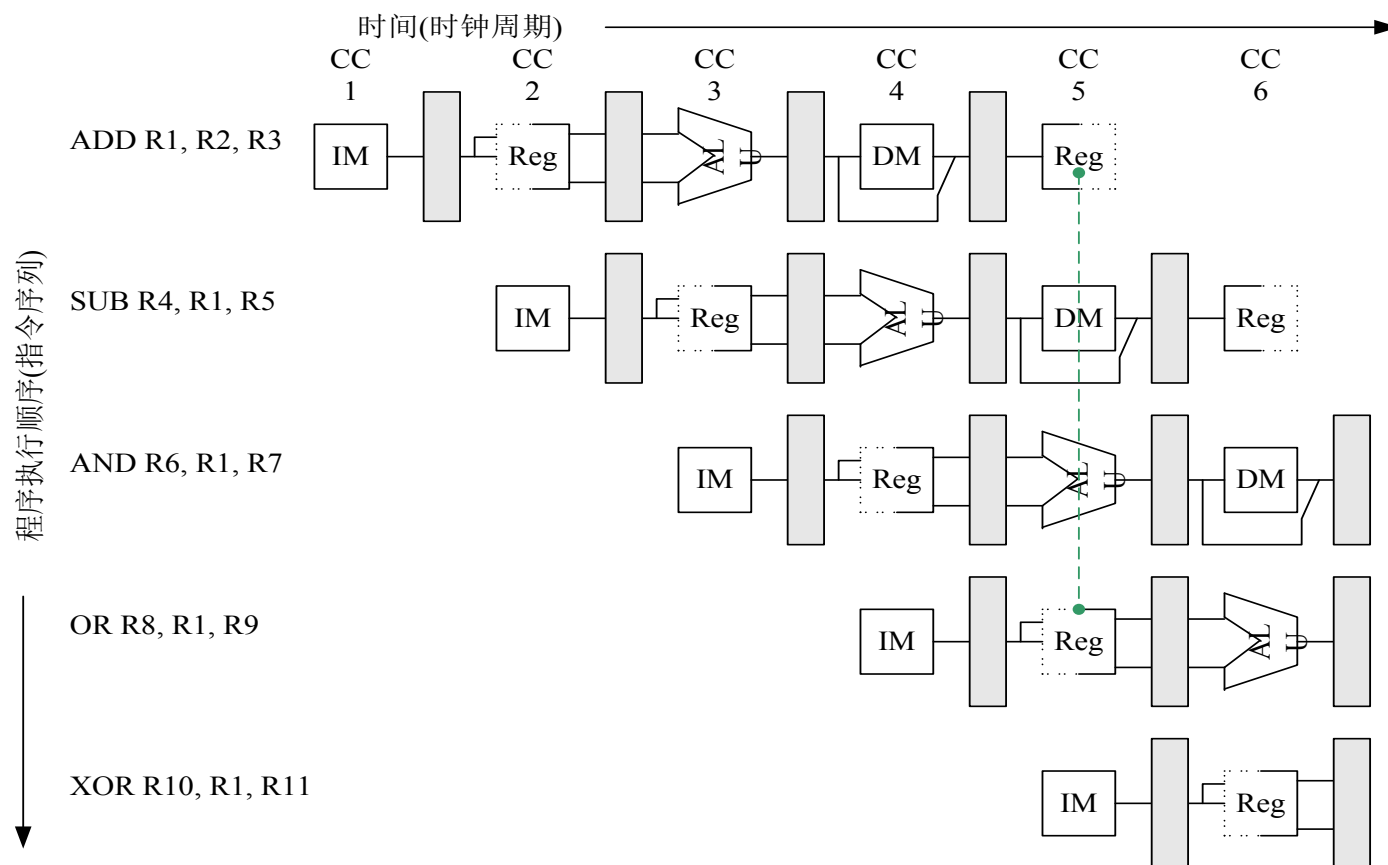 时间(时钟周期)
CC 1
CC 2
CC 3
CC 4
CC 5
CC 6
程序执行顺序(指令序列)
ADD R1, R2, R3
IM
Reg
ALU
DM
Reg
SUB R4, R1, R5
IM
Reg
ALU
DM
Reg
AND R6, R1, R7
IM
Reg
ALU
DM
OR R8, R1, R9
IM
Reg
ALU
XOR R10, R1, R11
IM
Reg